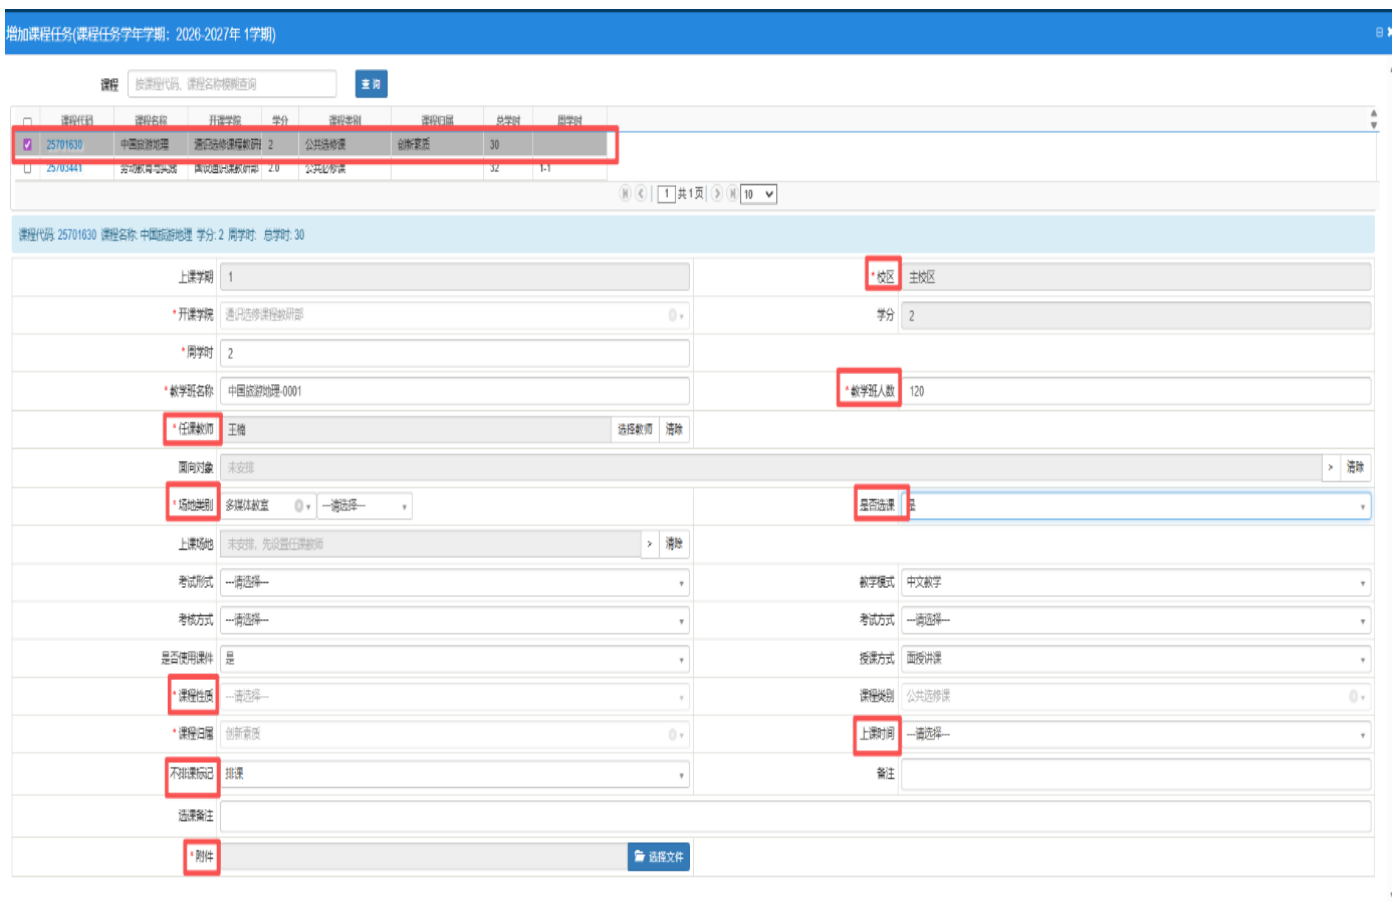 增加课程任务(课程任务学年学期：2026-2027年 1学期)
课程 按课程代码、课程名称模糊查询 查 询
课程代码 课程名称 开课学院 学分 课程类别 课程归属 总学时 周学时
25701630 中国旅游地理 通识选修课程教研 2 公共选修课 创新素质 30
25703441 劳动教育与实践 国设通识课教研部 2.0 公共必修课 32 1-1
1 共 1 页 10
课程代码: 25701630 课程名称: 中国旅游地理 学分: 2 周学时: 总学时: 30
上课学期 1 * 校区 主校区
* 开课学院 通识选修课程教研部 学分 2
* 周学时 2
* 教学班名称 中国旅游地理-0001 * 教学班人数 120
* 任课教师 王楠 选择教师 清除
面向对象 未安排 > 清除
* 场地类别 多媒体教室 ---请选择--- 是否选课 是
上课场地 未安排，先设置任课教师 > 清除
考试形式 ---请选择--- 教学模式 中文教学
考核方式 ---请选择--- 考试方式 ---请选择---
是否使用课件 是 授课方式 面授讲课
* 课程性质 ---请选择--- 课程类别 公共选修课
* 课程归属 创新素质 上课时间 ---请选择---
不排课标记 排课 备注
选课备注
* 附件 选择文件